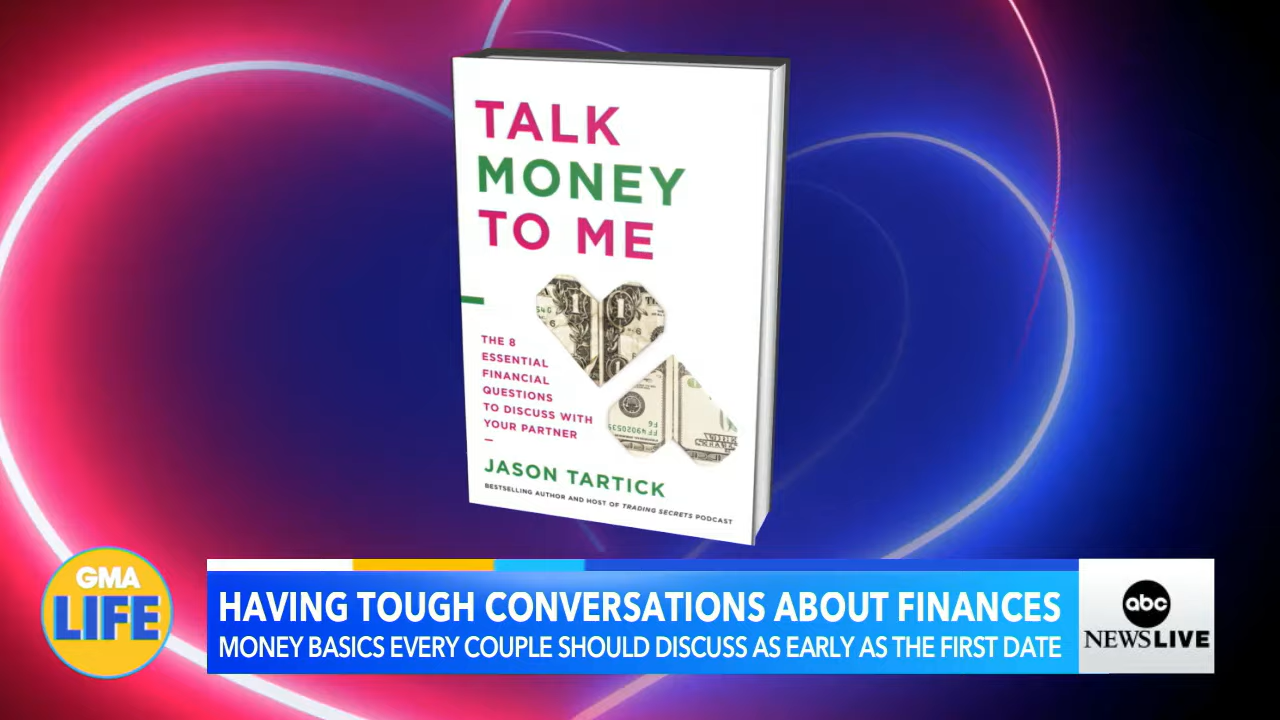 TALK
MONEY
TO ME
THE 8
ESSENTIAL
FINANCIAL
QUESTIONS
TO DISCUSS WITH
YOUR PARTNER
JASON TARTICK
BESTSELLING AUTHOR AND HOST OF TRADING SECRETS PODCAST
GMA
LIFE
HAVING TOUGH CONVERSATIONS ABOUT FINANCES
MONEY BASICS EVERY COUPLE SHOULD DISCUSS AS EARLY AS THE FIRST DATE
abc
NEWS LIVE